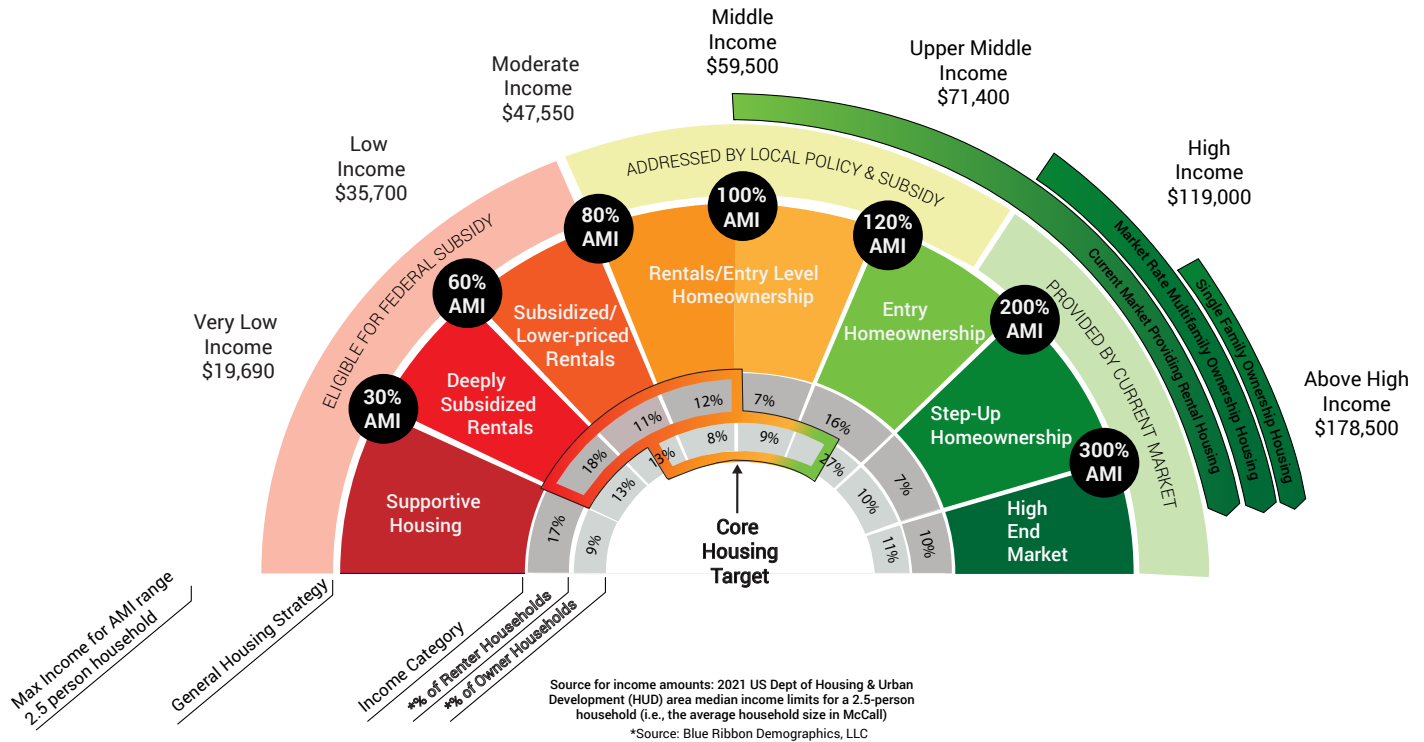 Middle
Income
$59,500
Upper Middle
Income
$71,400
Moderate
Income
$47,550
High
Income
$119,000
Low
Income
$35,700
Very Low
Income
$19,690
Above High
Income
$178,500
ELIGIBLE FOR FEDERAL SUBSIDY
ADDRESSED BY LOCAL POLICY & SUBSIDY
PROVIDED BY CURRENT MARKET
Current Market Providing Rental Housing
Market Rate Multifamily Ownership Housing
Single Family Ownership Housing
30%
AMI
60%
AMI
80%
AMI
100%
AMI
120%
AMI
200%
AMI
300%
AMI
Supportive
Housing
Deeply
Subsidized
Rentals
Subsidized/
Lower-priced
Rentals
Rentals/Entry Level
Homeownership
Entry
Homeownership
Step-Up
Homeownership
High
End
Market
17%
18%
11%
12%
7%
16%
7%
10%
9%
13%
13%
8%
9%
27%
10%
11%
Core
Housing
Target
Max Income for AMI range
2.5 person household
General Housing Strategy
Income Category
*% of Renter Households
*% of Owner Households
Source for income amounts: 2021 US Dept of Housing & Urban
Development (HUD) area median income limits for a 2.5-person
household (i.e., the average household size in McCall)
*Source: Blue Ribbon Demographics, LLC